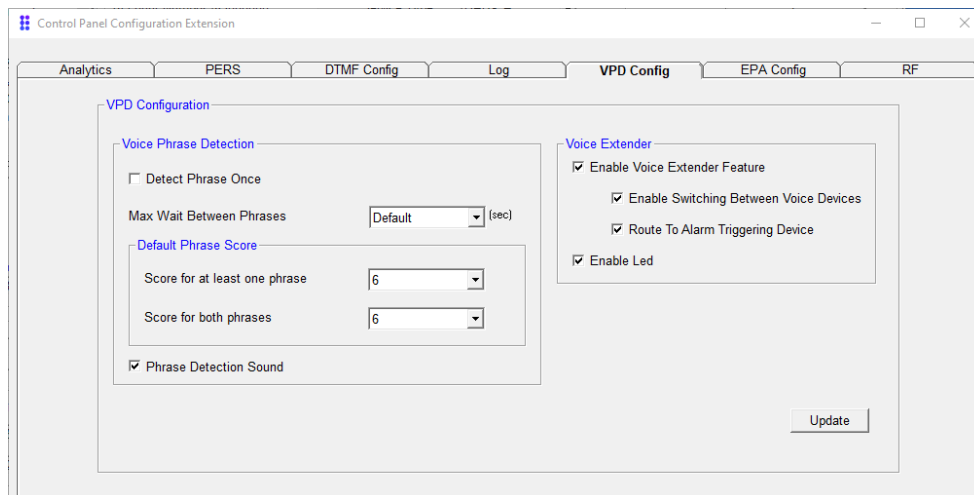 Control Panel Configuration Extension
Analytics PERS DTMF Config Log VPD Config EPA Config RF
VPD Configuration
Voice Phrase Detection
Detect Phrase Once
Max Wait Between Phrases Default (sec)
Default Phrase Score
Score for at least one phrase 6
Score for both phrases 6
Phrase Detection Sound
Voice Extender
Enable Voice Extender Feature
Enable Switching Between Voice Devices
Route To Alarm Triggering Device
Enable Led
Update